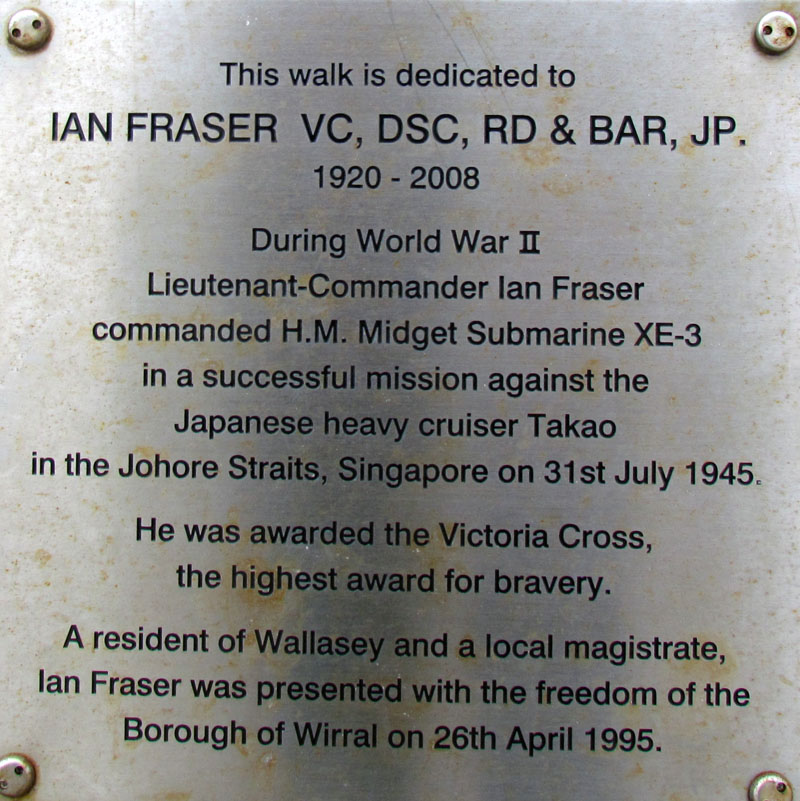 This walk is dedicated to
IAN FRASER VC, DSC, RD & BAR, JP.
1920 - 2008
During World War II
Lieutenant-Commander Ian Fraser
commanded H.M. Midget Submarine XE-3
in a successful mission against the
Japanese heavy cruiser Takao
in the Johore Straits, Singapore on 31st July 1945.
He was awarded the Victoria Cross,
the highest award for bravery.
A resident of Wallasey and a local magistrate,
Ian Fraser was presented with the freedom of the
Borough of Wirral on 26th April 1995.